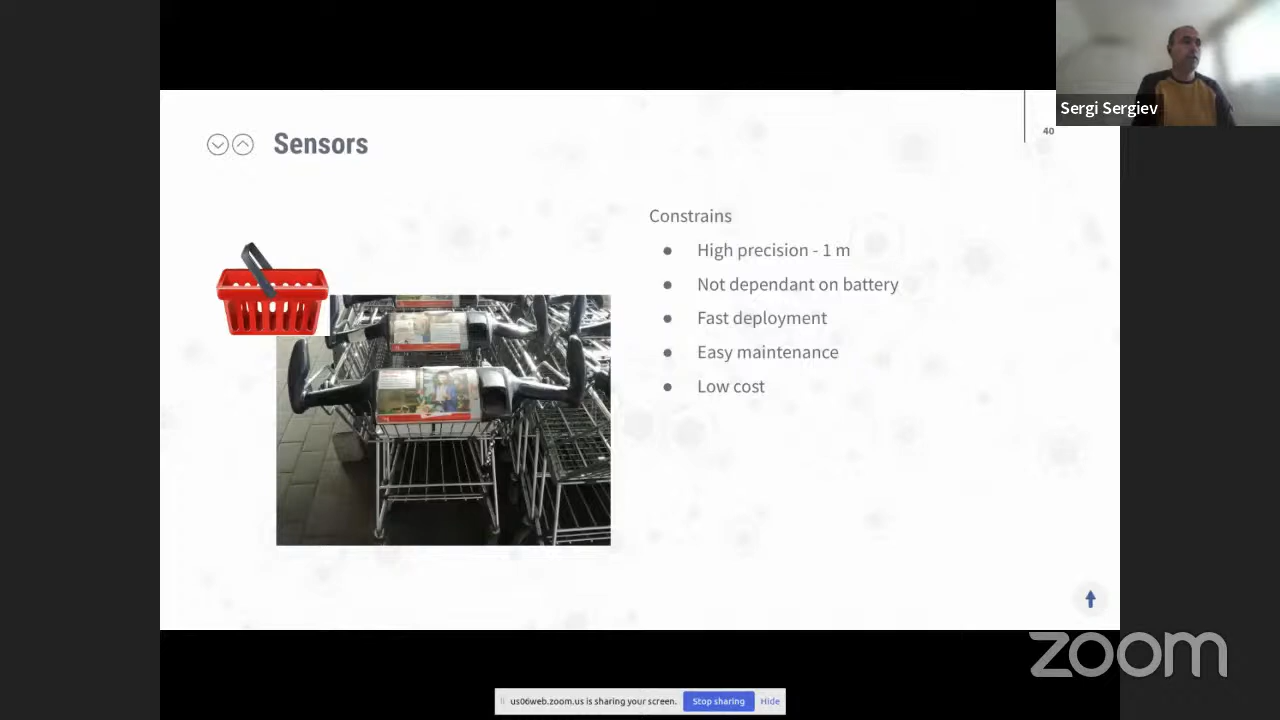 Sergi Sergiev
40
Sensors
Constrains
High precision - 1 m
Not dependant on battery
Fast deployment
Easy maintenance
Low cost
zoom
us06web.zoom.us is sharing your screen.
Stop sharing
Hide